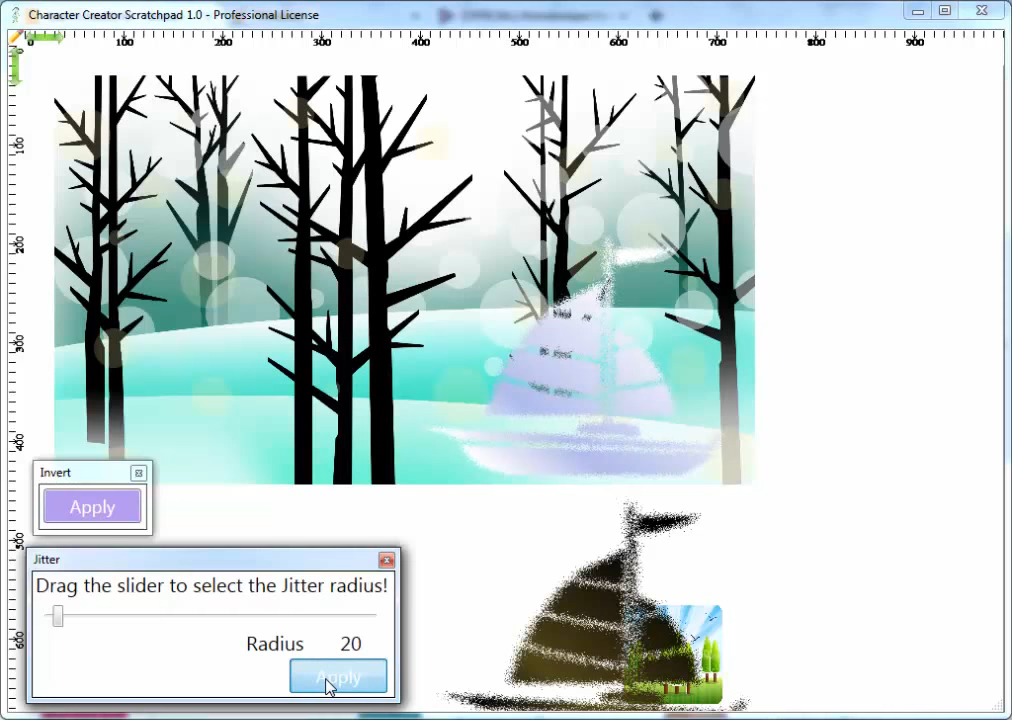 Character Creator Scratchpad 1.0 - Professional License
0 100 200 300 400 500 600 700 800 900
0
100
200
300
400
500
600
Invert
Apply
Jitter
Drag the slider to select the Jitter radius!
Radius 20
Apply